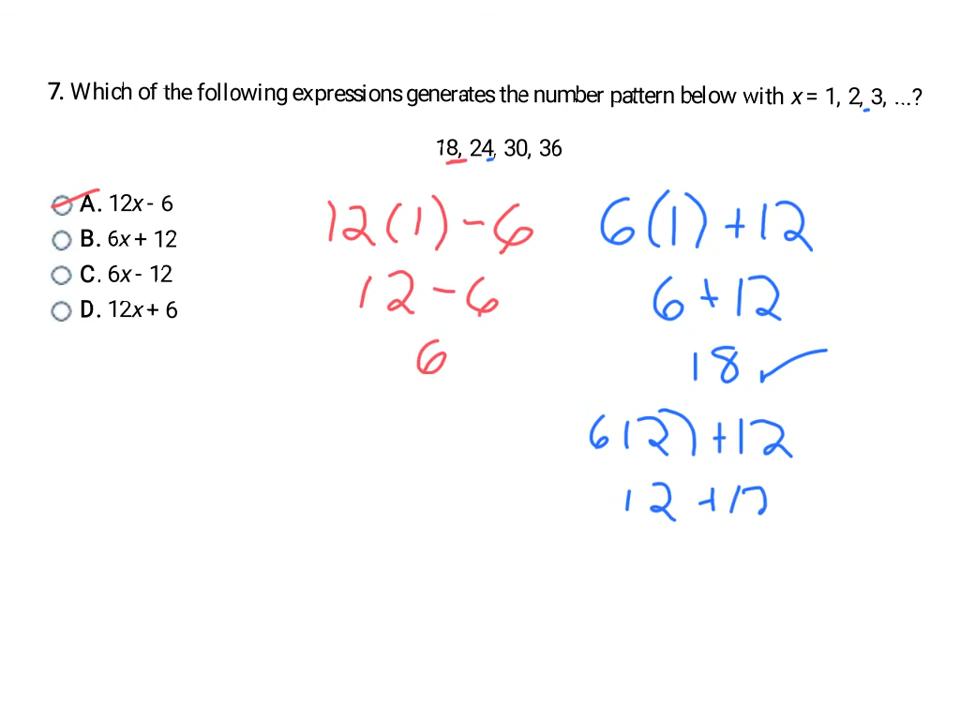 7. Which of the following expressions generates the number pattern below with x = 1, 2, 3, ...?
18, 24, 30, 36
A. 12x - 6
B. 6x + 12
C. 6x - 12
D. 12x + 6
12(1) - 6
12 - 6
6
6(1) + 12
6 + 12
18 ✓
6(2) + 12
12 + 12